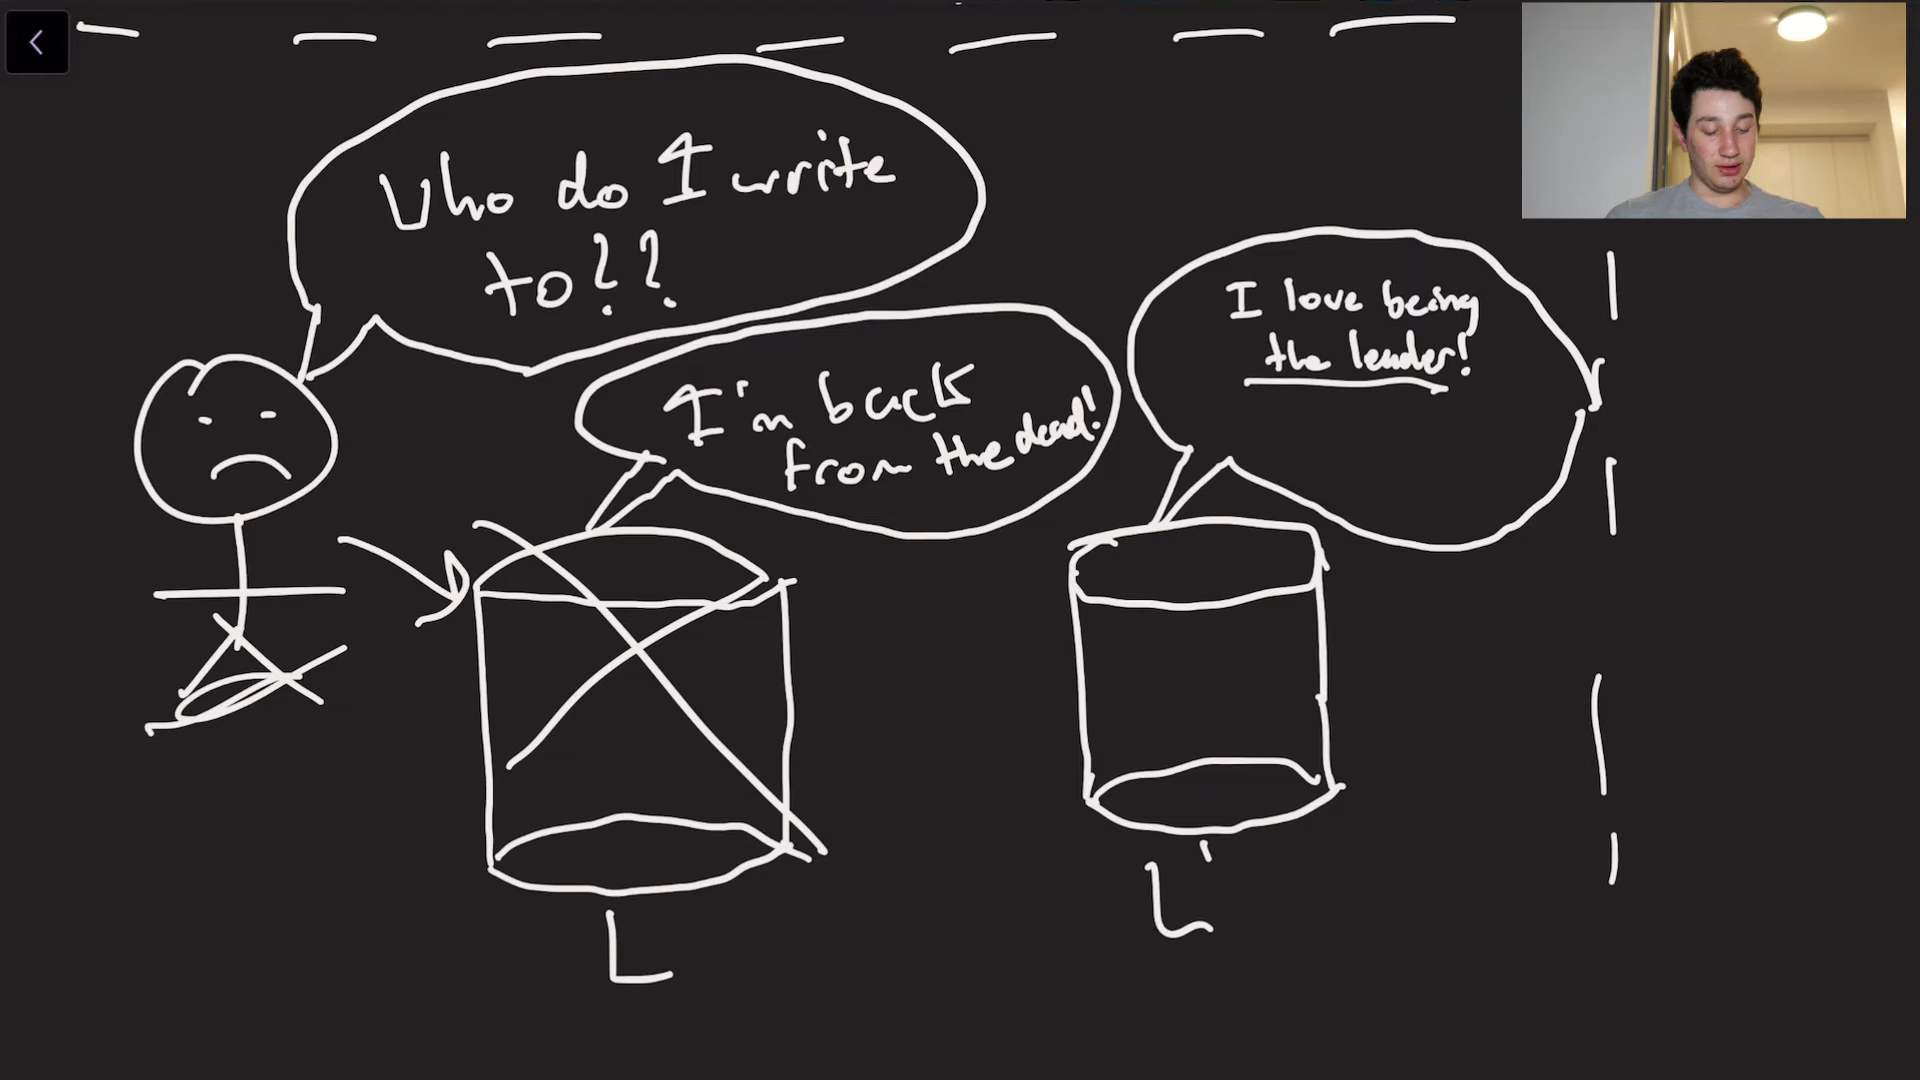 Who do I write
to??
I'm back
from the dead!
I love being
the leader!
L
L'